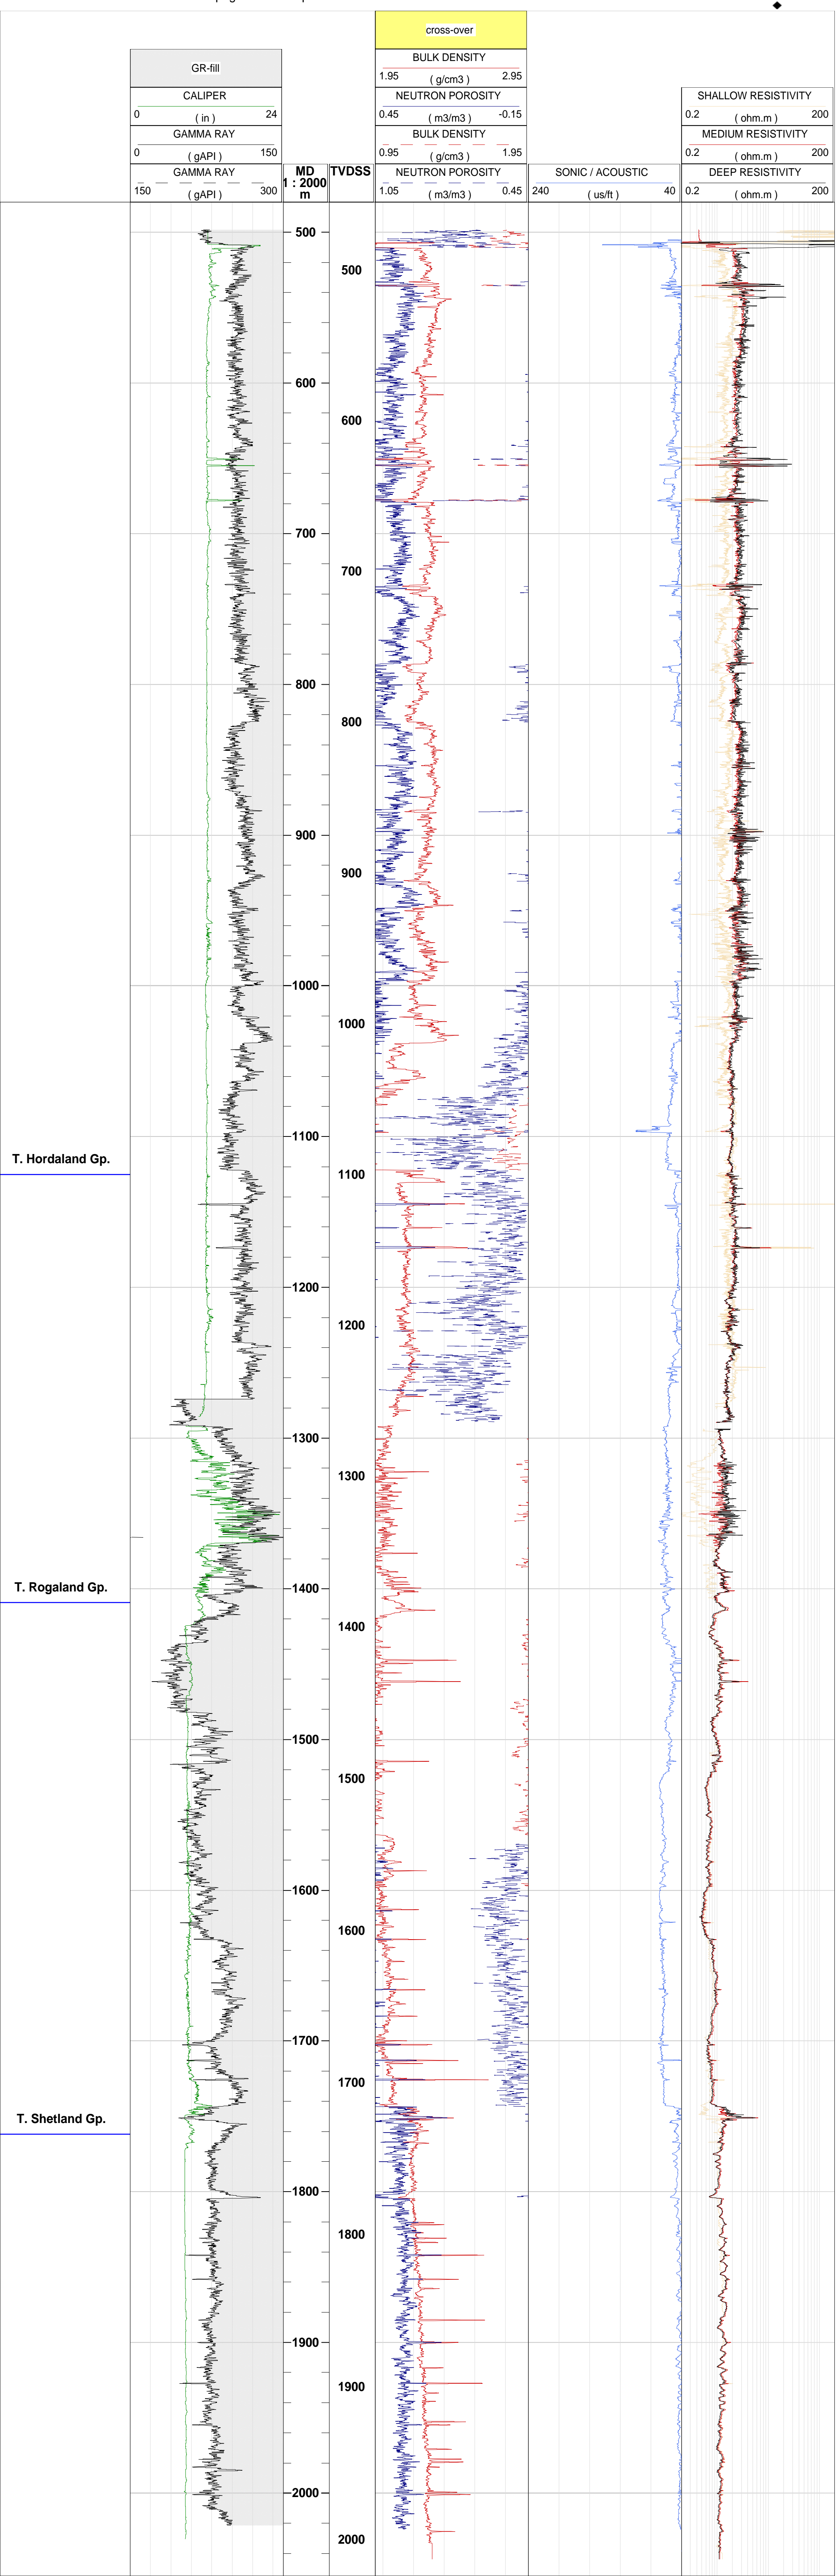 cross-over
BULK DENSITY
1.95 ( g/cm3 ) 2.95
GR-fill
CALIPER
0 ( in ) 24
NEUTRON POROSITY
0.45 ( m3/m3 ) -0.15
SHALLOW RESISTIVITY
0.2 ( ohm.m ) 200
GAMMA RAY
0 ( gAPI ) 150
BULK DENSITY
0.95 ( g/cm3 ) 1.95
MEDIUM RESISTIVITY
0.2 ( ohm.m ) 200
GAMMA RAY
150 ( gAPI ) 300
MD
1 : 2000
m
TVDSS
NEUTRON POROSITY
1.05 ( m3/m3 ) 0.45
SONIC / ACOUSTIC
240 ( us/ft ) 40
DEEP RESISTIVITY
0.2 ( ohm.m ) 200
500
500
600
600
700
700
800
800
900
900
1000
1000
1100
T. Hordaland Gp.
1100
1200
1200
1300
1300
T. Rogaland Gp.
1400
1400
1500
1500
1600
1600
1700
1700
T. Shetland Gp.
1800
1800
1900
1900
2000
2000